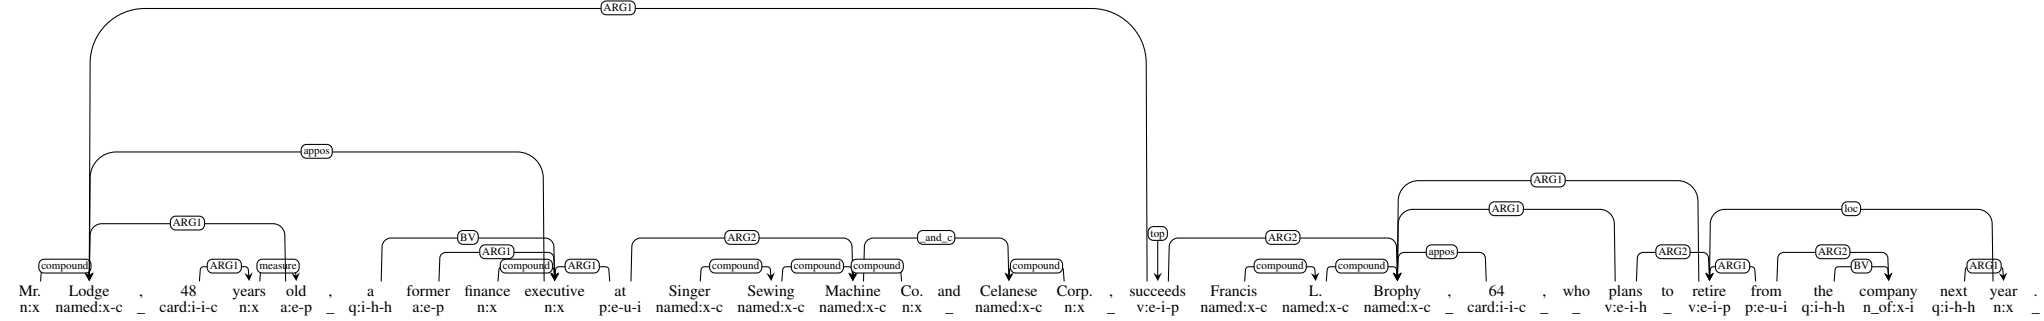 ARG1
appos
ARG1
ARG1 ARG1 loc
BV ARG2 _and_c top ARG2
ARG1 appos ARG2 ARG2
compound ARG1 measure compound ARG1 compound compound compound compound compound compound ARG1 BV ARG1
Mr. Lodge , 48 years old , a former finance executive at Singer Sewing Machine Co. and Celanese Corp. , succeeds Francis L. Brophy , 64 , who plans to retire from the company next year .
n:x named:x-c _ card:i-i-c n:x a:e-p _ q:i-h-h a:e-p n:x n:x p:e-u-i named:x-c named:x-c named:x-c n:x _ named:x-c n:x _ v:e-i-p named:x-c named:x-c named:x-c _ card:i-i-c _ _ v:e-i-h _ v:e-i-p p:e-u-i q:i-h-h n_of:x-i q:i-h-h n:x _